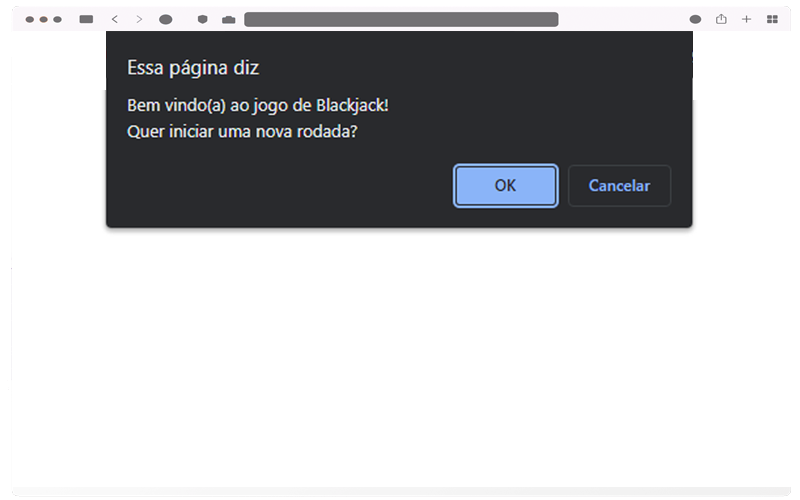 Essa página diz
Bem vindo(a) ao jogo de Blackjack!
Quer iniciar uma nova rodada?
OK
Cancelar